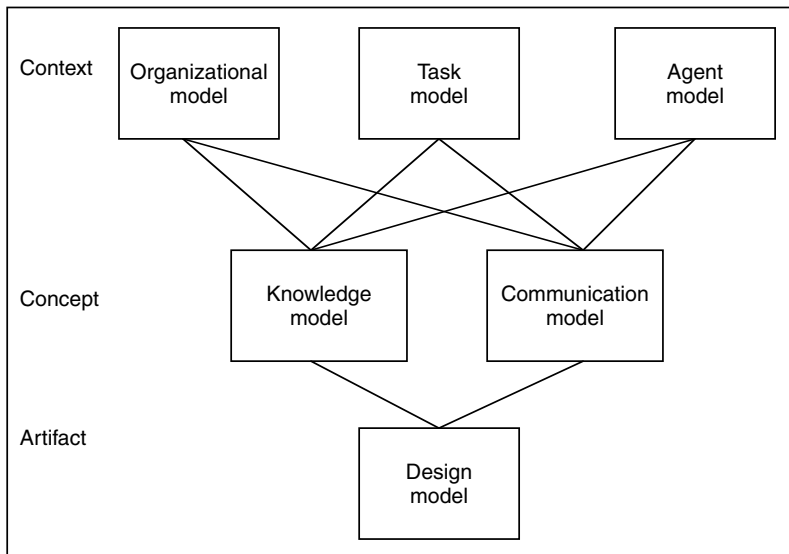 Context
Organizational
model
Task
model
Agent
model
Concept
Knowledge
model
Communication
model
Artifact
Design
model